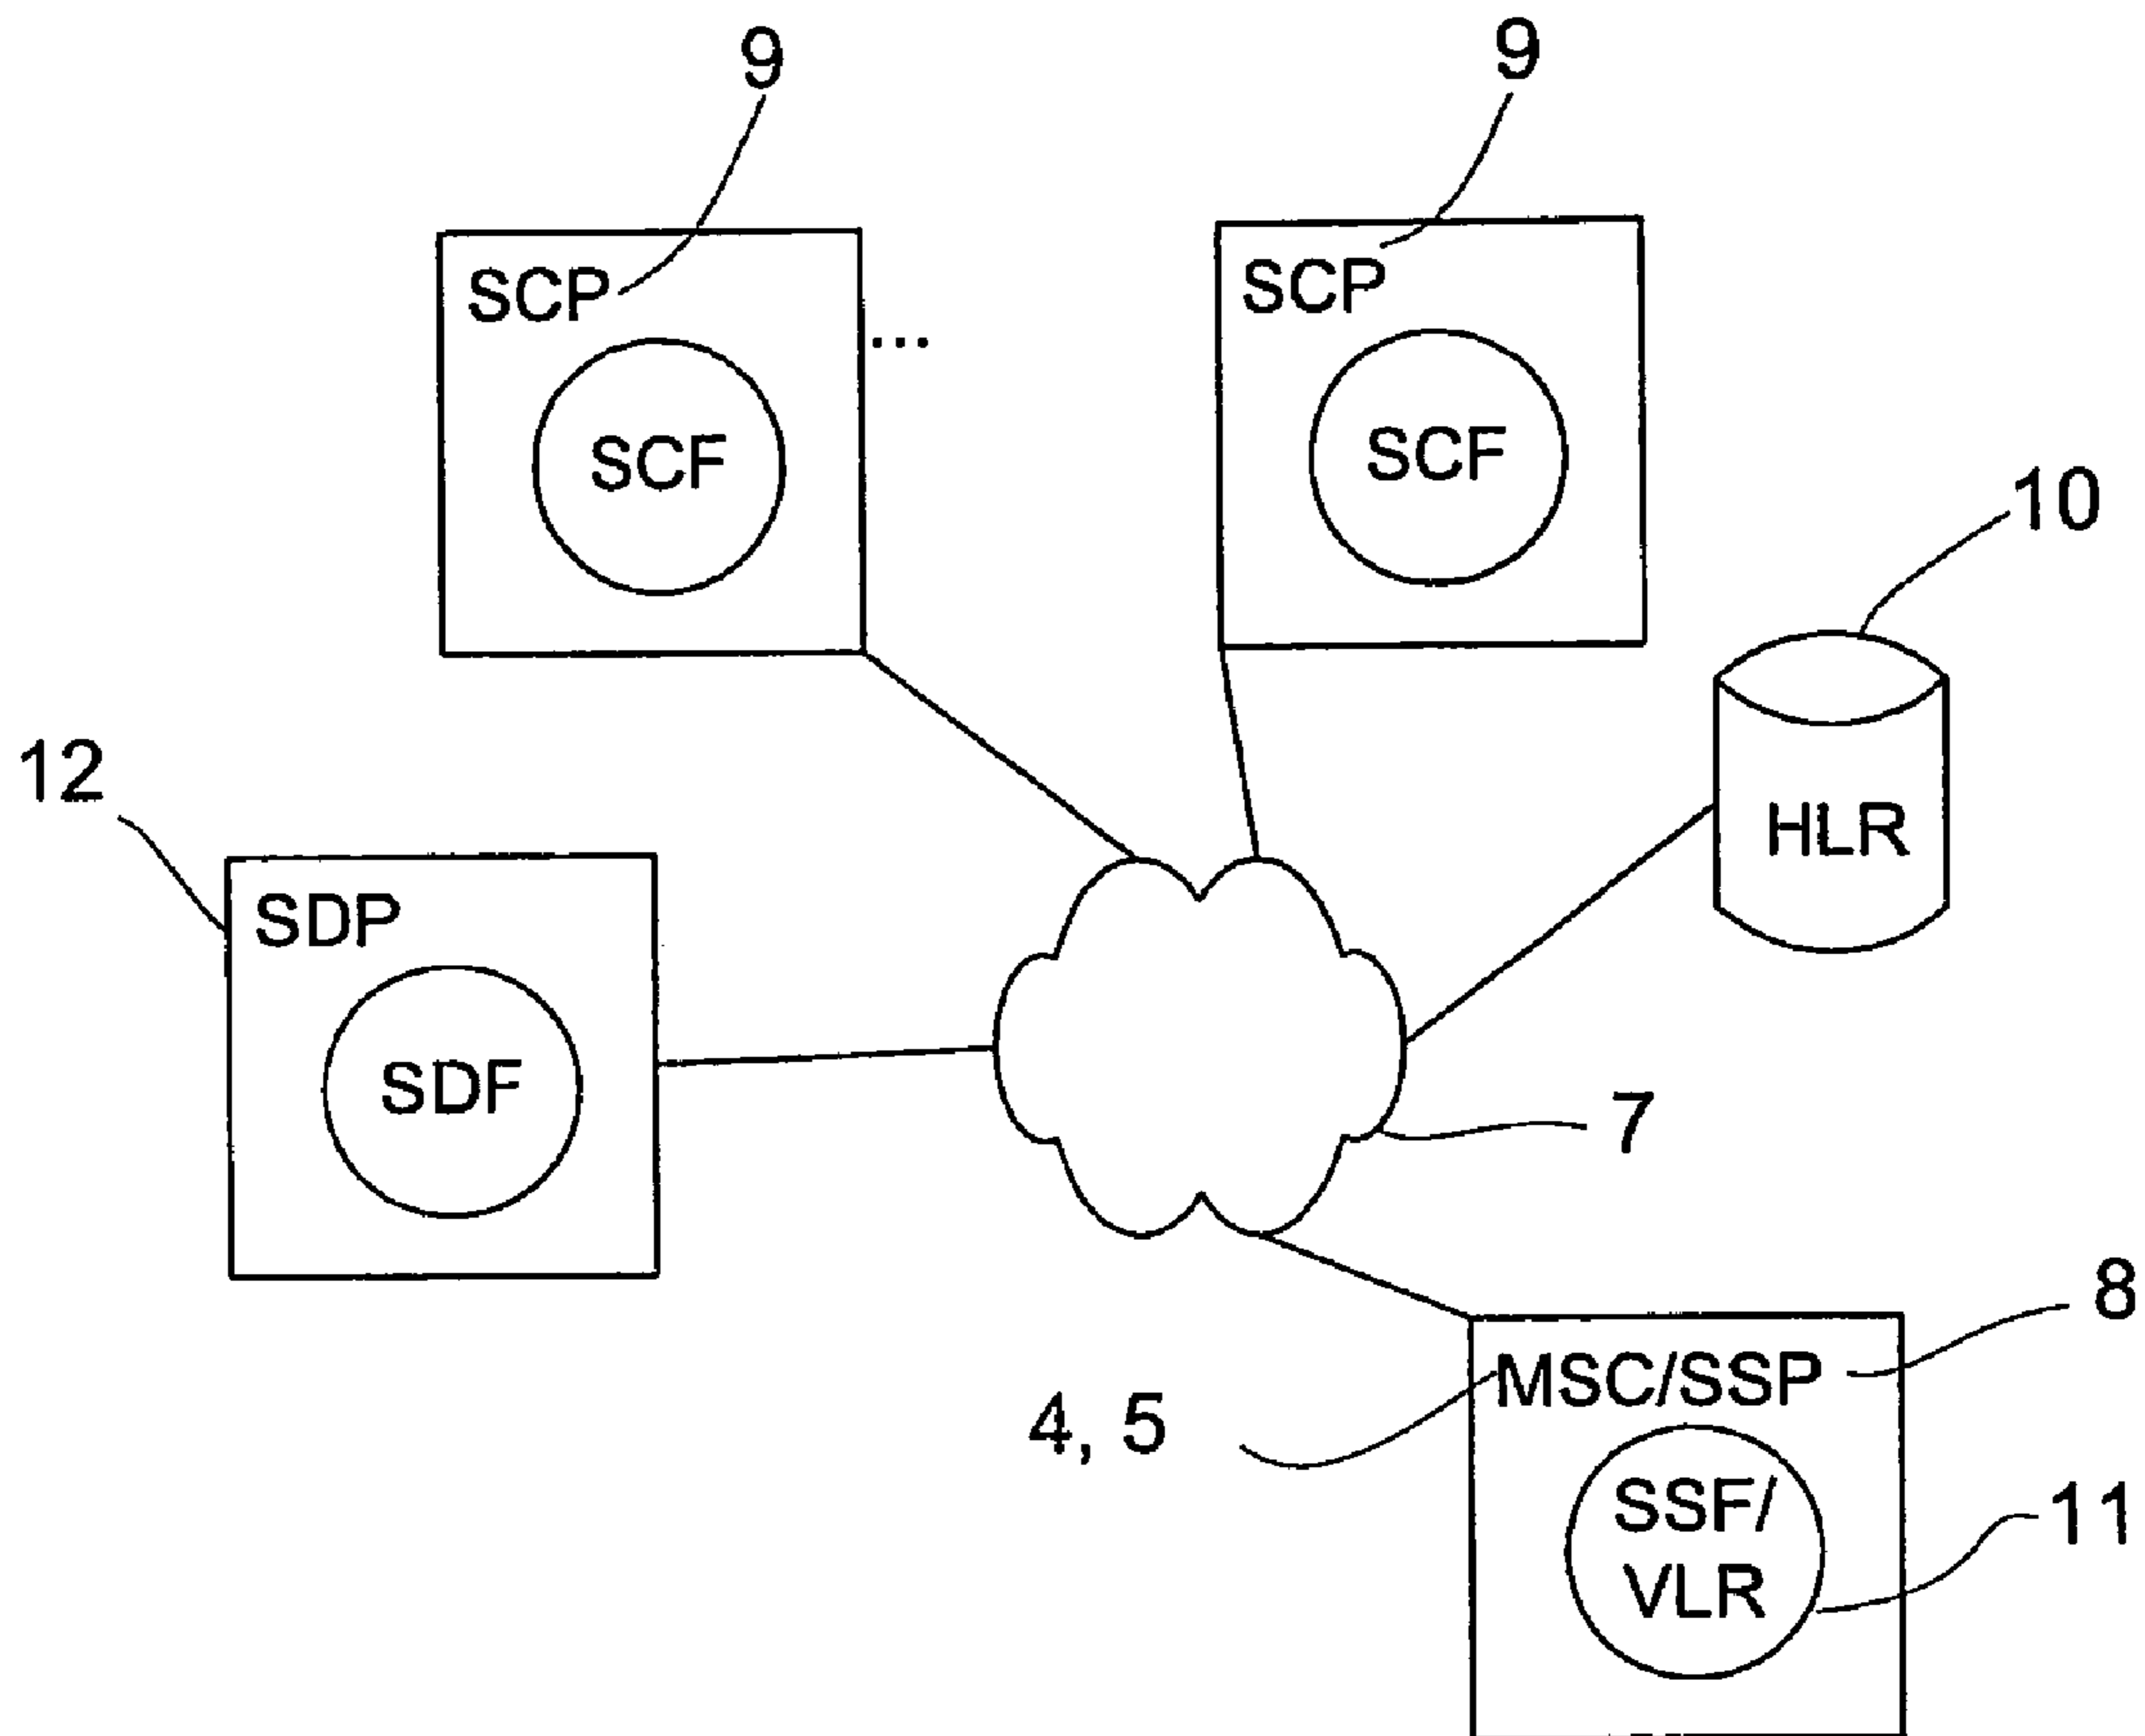 9
9
SCP
...
SCP
SCF
SCF
10
HLR
12
SDP
SDF
7
8
MSC/SSP
4, 5
SSF/
VLR
11